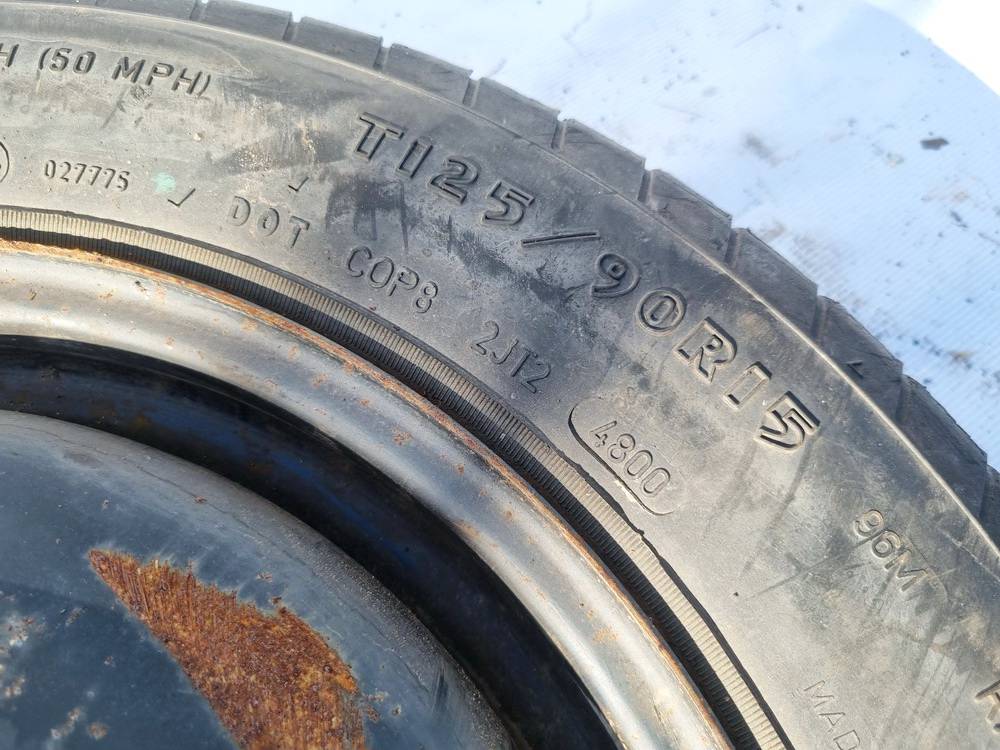 H (50 MPH)
T125/90R15
027775
DOT COP8 2JT2 4800
96M
MAD